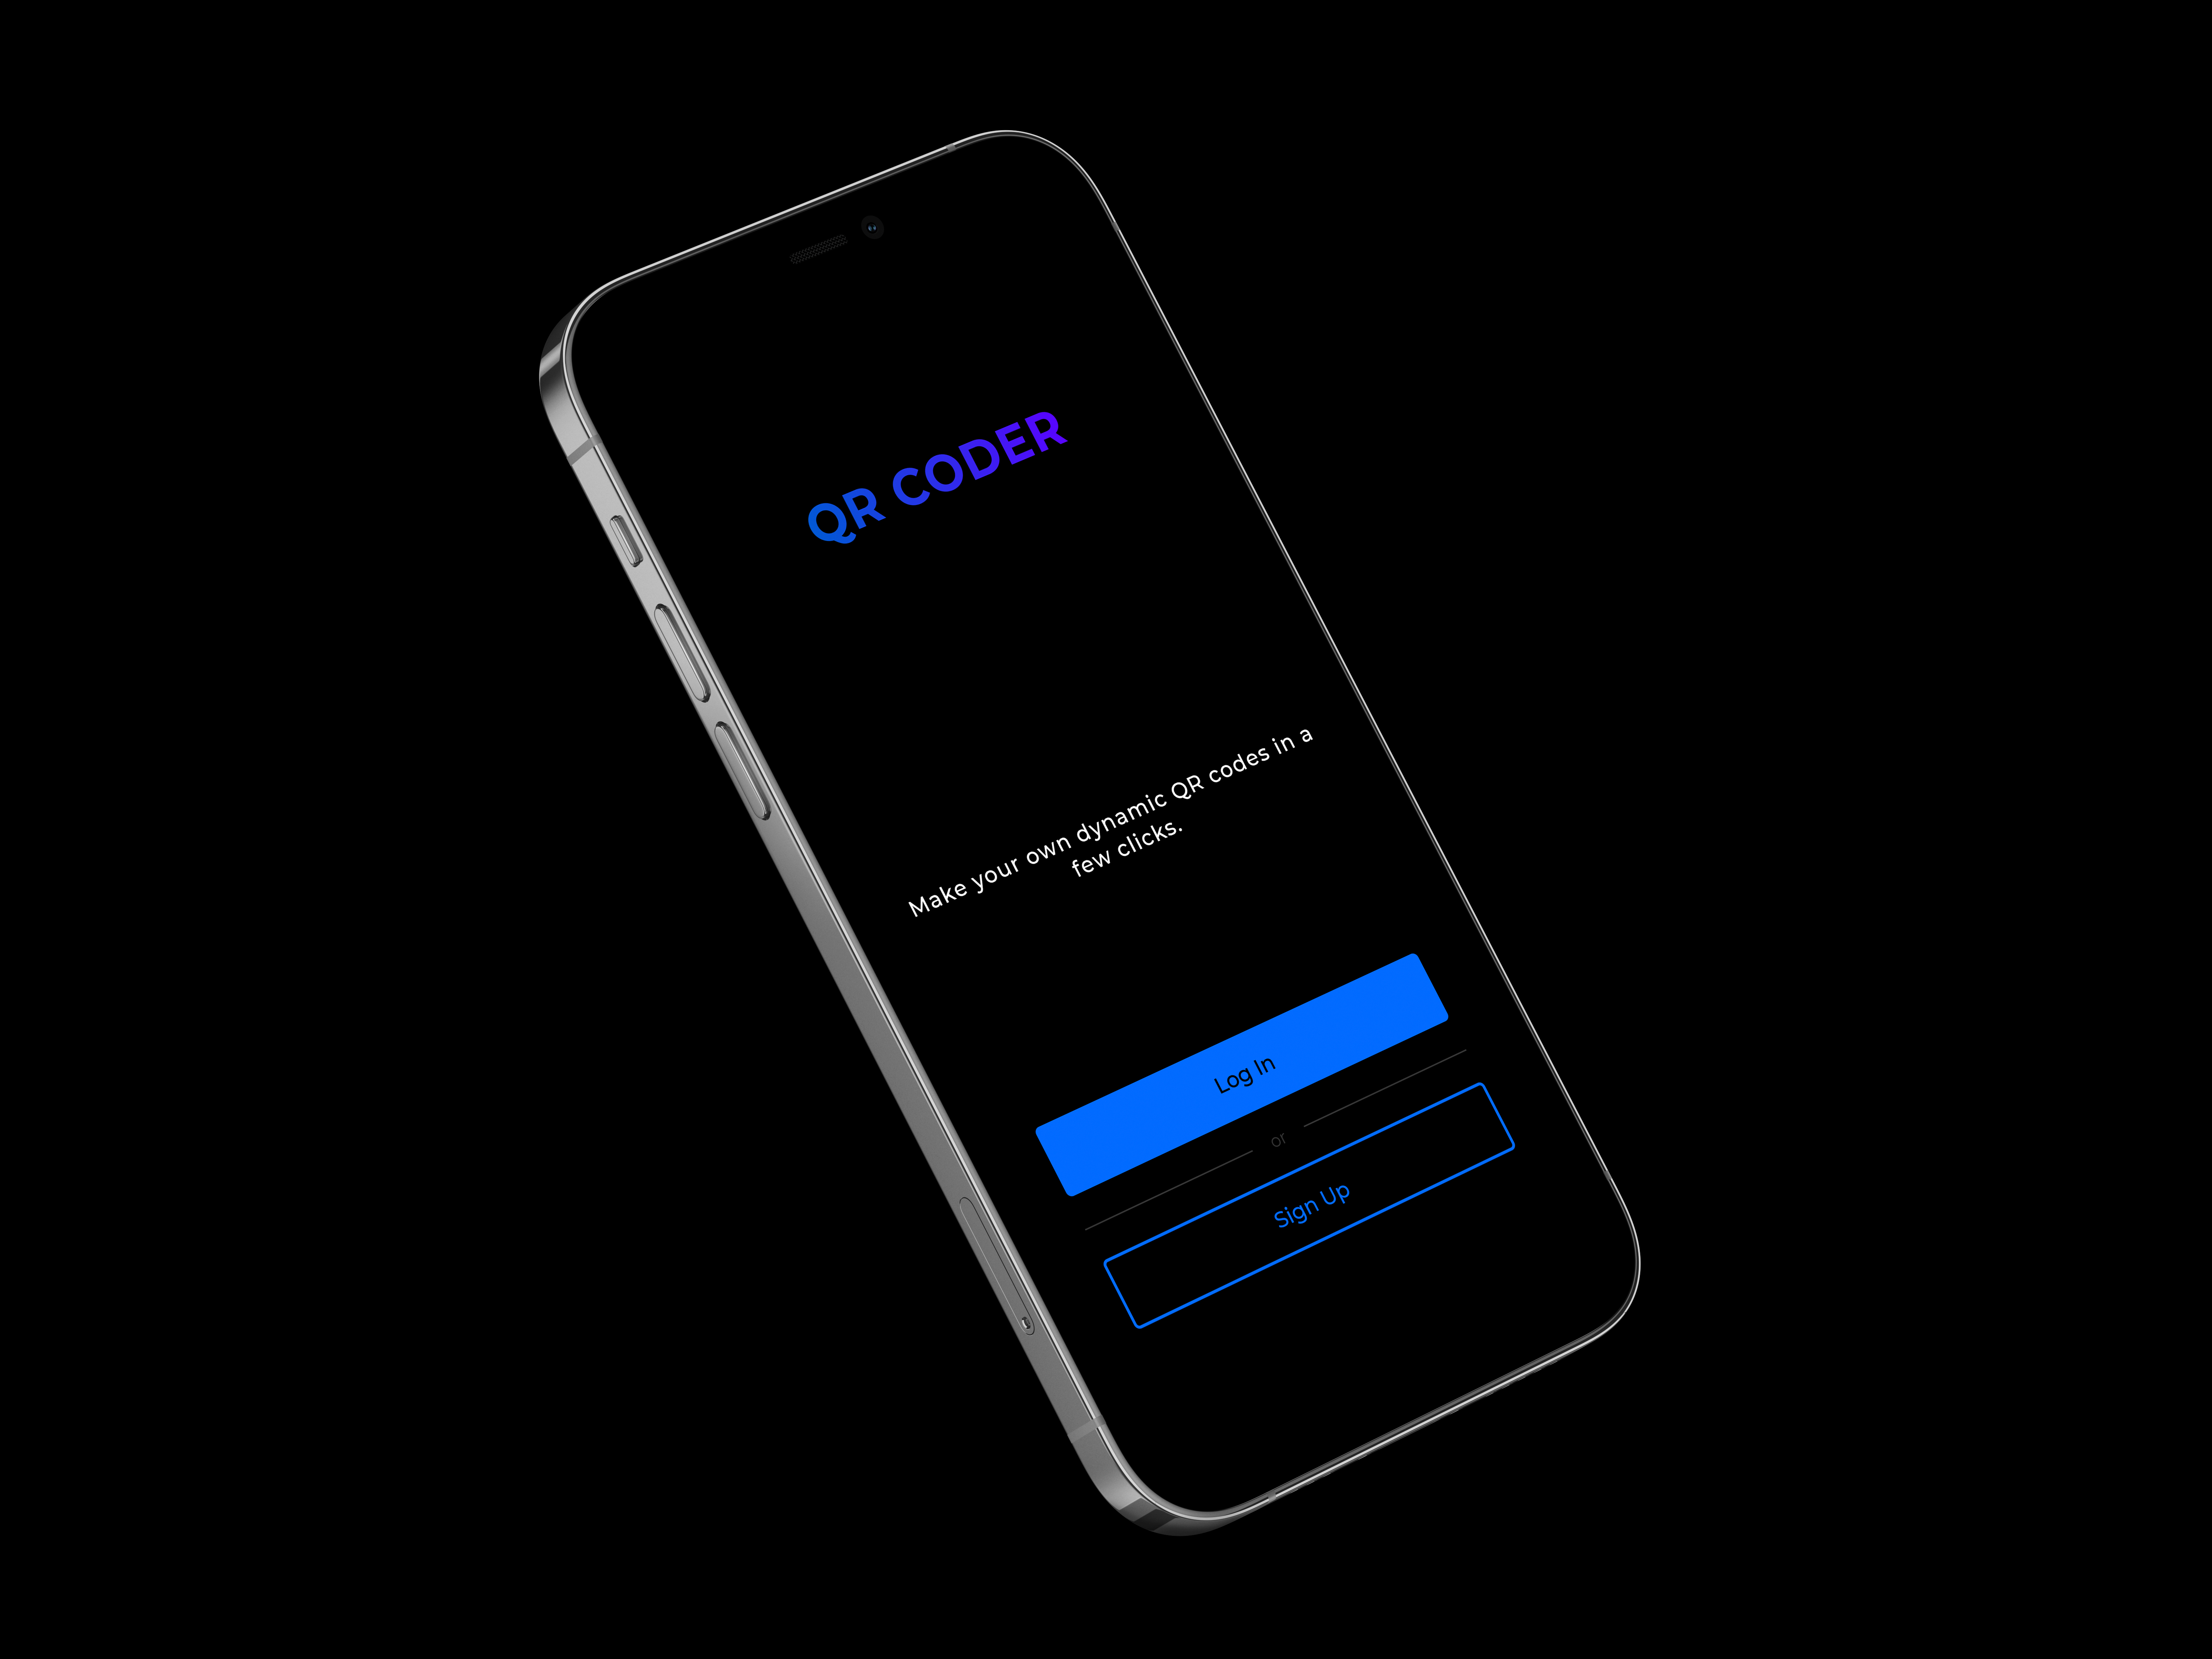 QR CODER
Make your own dynamic QR codes in a
few clicks.
Log In
or
Sign Up